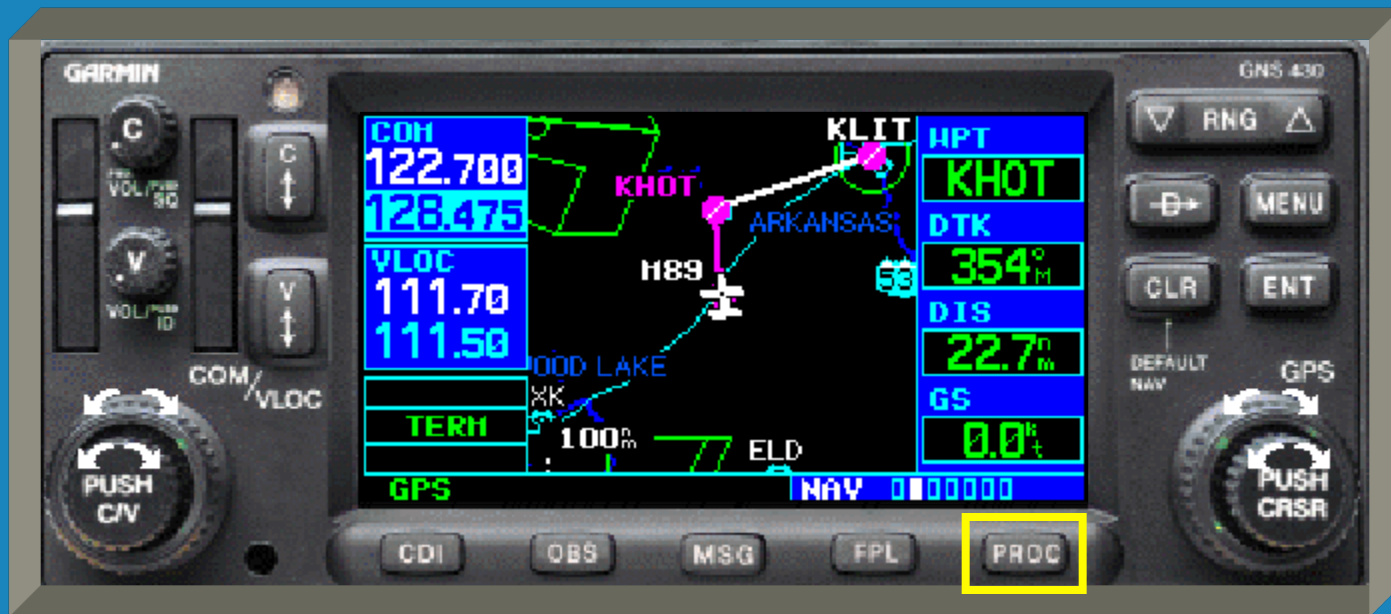 GARMIN
GNS 430
C
PWR
VOL/PUSH
SQ
C
V
VOL/PUSH
ID
V
COM/VLOC
PUSH
C/V
COM
122.700
128.475
VLOC
111.70
111.50
TERM
GPS
KLIT
KHOT
ARKANSAS
M89
53
OOD LAKE
XK
100nm
ELD
WPT
KHOT
DTK
354°M
DIS
22.7nm
GS
0.0kt
NAV
RNG
D
MENU
CLR
ENT
DEFAULT
NAV
GPS
PUSH
CRSR
CDI
OBS
MSG
FPL
PROC